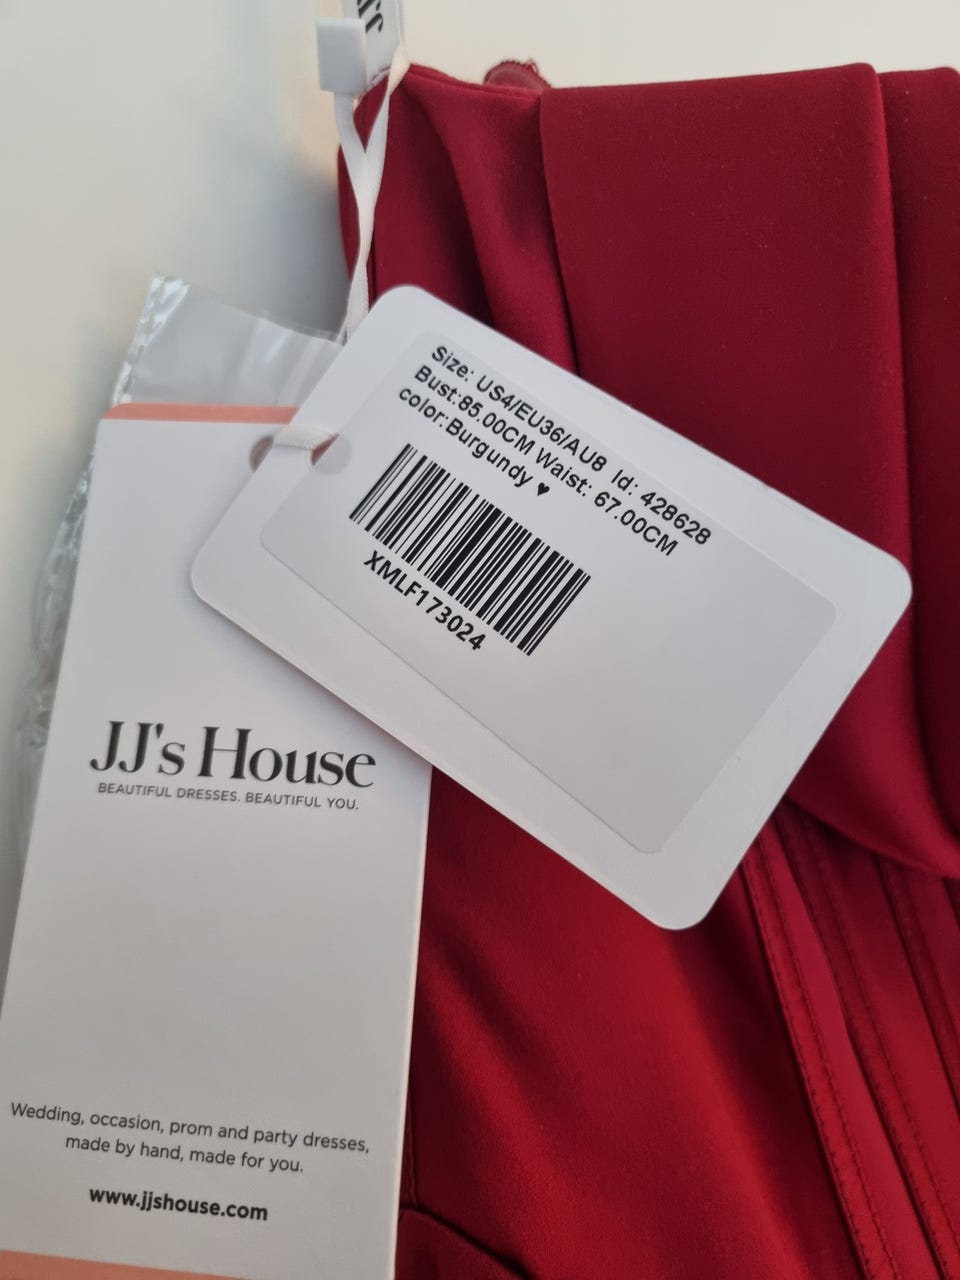 JJ's
Size: US4/EU36/AU8 Id: 428628
Bust:85.00CM Waist: 67.00CM
color:Burgundy ♥
XMLF173024
JJ's House
BEAUTIFUL DRESSES. BEAUTIFUL YOU.
Wedding, occasion, prom and party dresses,
made by hand, made for you.
www.jjshouse.com